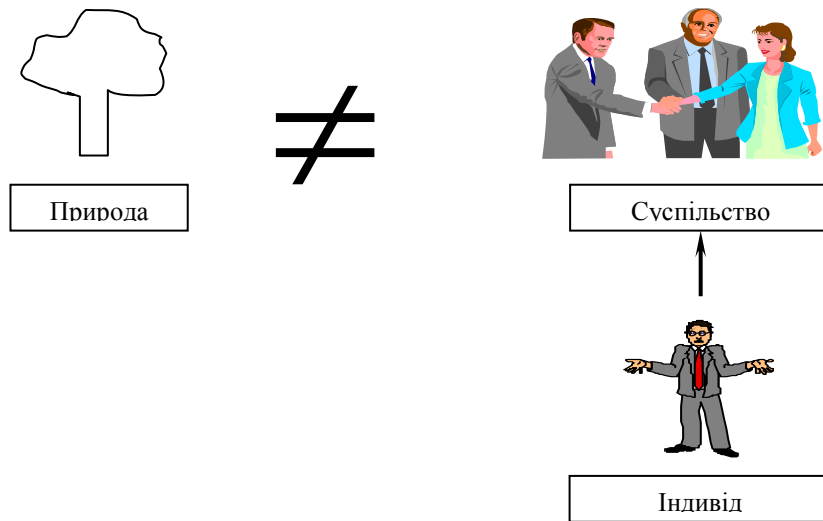 Природа
Суспільство
Індивід